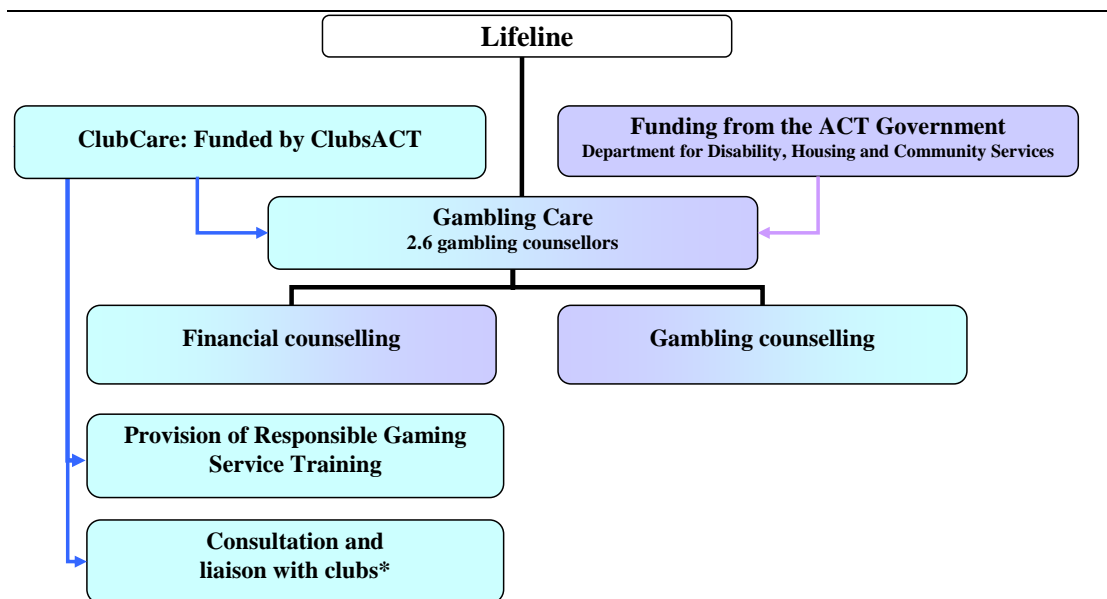 Lifeline
ClubCare: Funded by ClubsACT
Funding from the ACT Government
Department for Disability, Housing and Community Services
Gambling Care
2.6 gambling counsellors
Financial counselling
Gambling counselling
Provision of Responsible Gaming
Service Training
Consultation and
liaison with clubs*